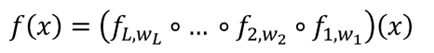 f(x) = (f_{L,w_L} ∘ … ∘ f_{2,w_2} ∘ f_{1,w_1})(x)